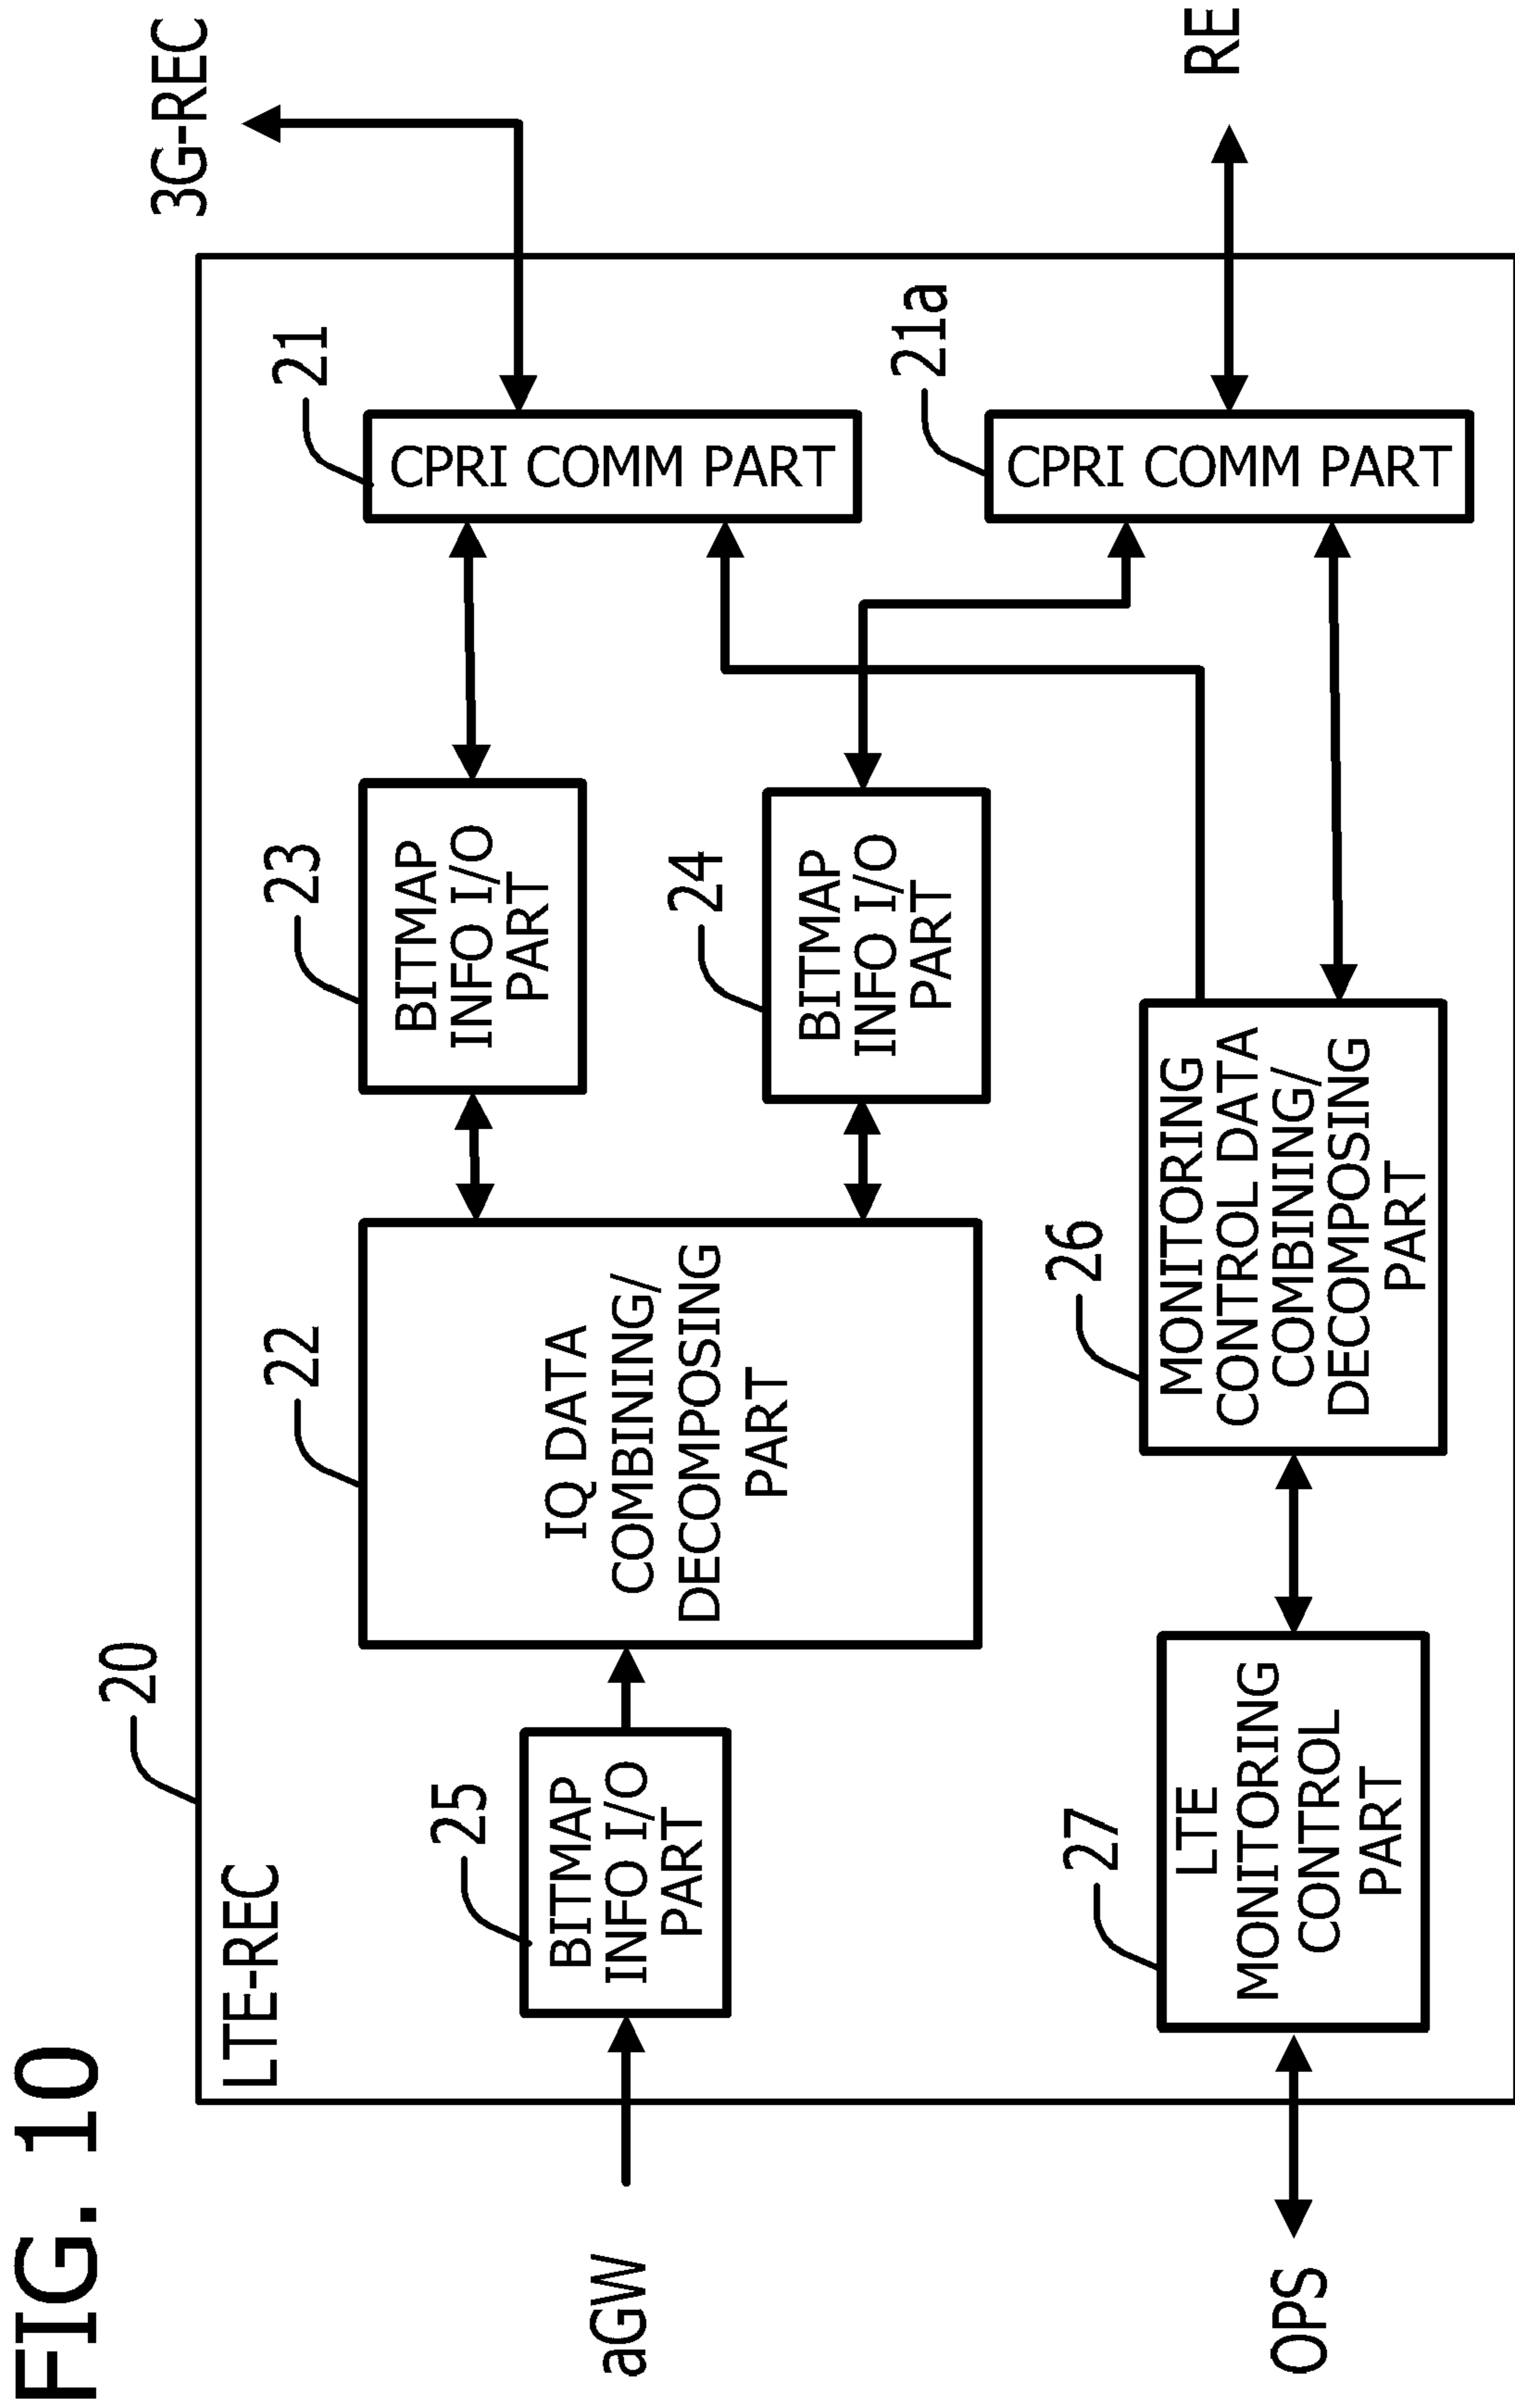 FIG. 10
20
LTE-REC
3G-REC
25
BITMAP
INFO I/O
PART
22
IQ DATA
COMBINING/
DECOMPOSING
PART
23
BITMAP
INFO I/O
PART
21
CPRI COMM PART
aGW
24
BITMAP
INFO I/O
PART
21a
CPRI COMM PART
27
LTE
MONITORING
CONTROL
PART
26
MONITORING
CONTROL DATA
COMBINING/
DECOMPOSING
PART
RE
OPS